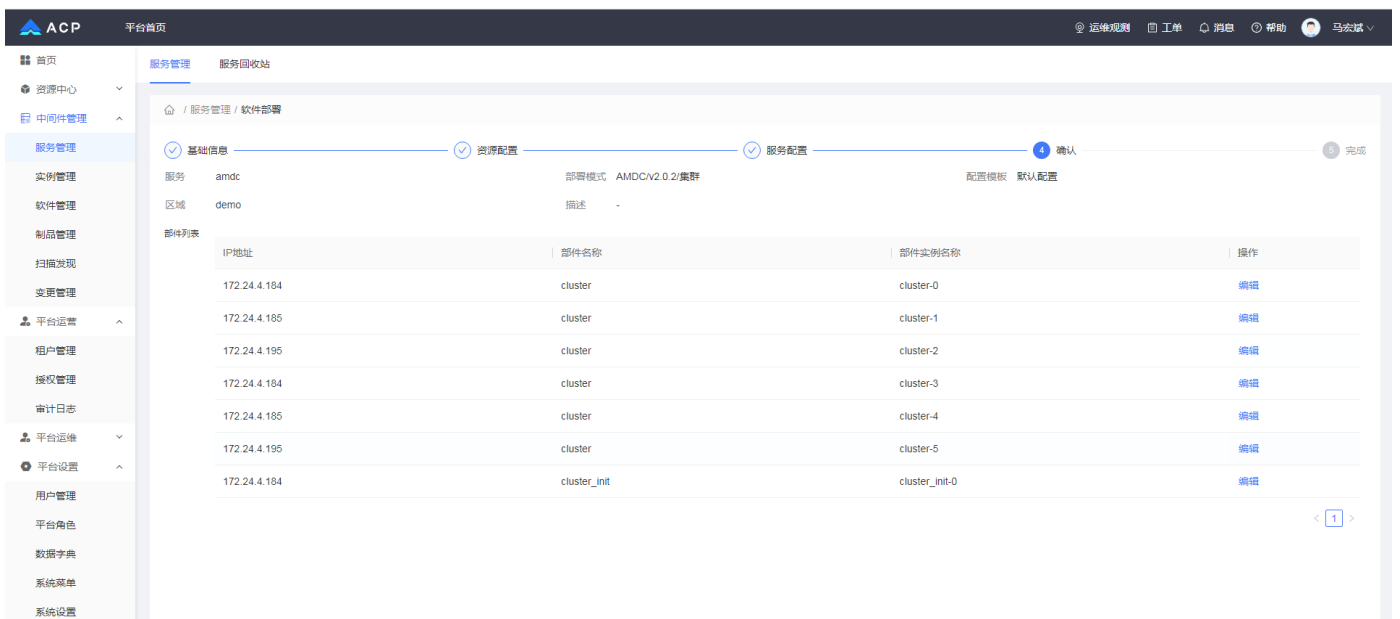 ACP 平台首页 运维观测 工单 消息 帮助 马宏斌
首页
资源中心
中间件管理
服务管理
实例管理
软件管理
制品管理
扫描发现
变更管理
平台运营
租户管理
授权管理
审计日志
平台运维
平台设置
用户管理
平台角色
数据字典
系统菜单
系统设置
服务管理 服务回收站
/ 服务管理 / 软件部署
基础信息 资源配置 服务配置 4 确认 5 完成
服务 amdc 部署模式 AMDC/v2.0.2/集群 配置模板 默认配置
区域 demo 描述 -
部件列表
IP地址 部件名称 部件实例名称 操作
172.24.4.184 cluster cluster-0 编辑
172.24.4.185 cluster cluster-1 编辑
172.24.4.195 cluster cluster-2 编辑
172.24.4.184 cluster cluster-3 编辑
172.24.4.185 cluster cluster-4 编辑
172.24.4.195 cluster cluster-5 编辑
172.24.4.184 cluster_init cluster_init-0 编辑
< 1 >